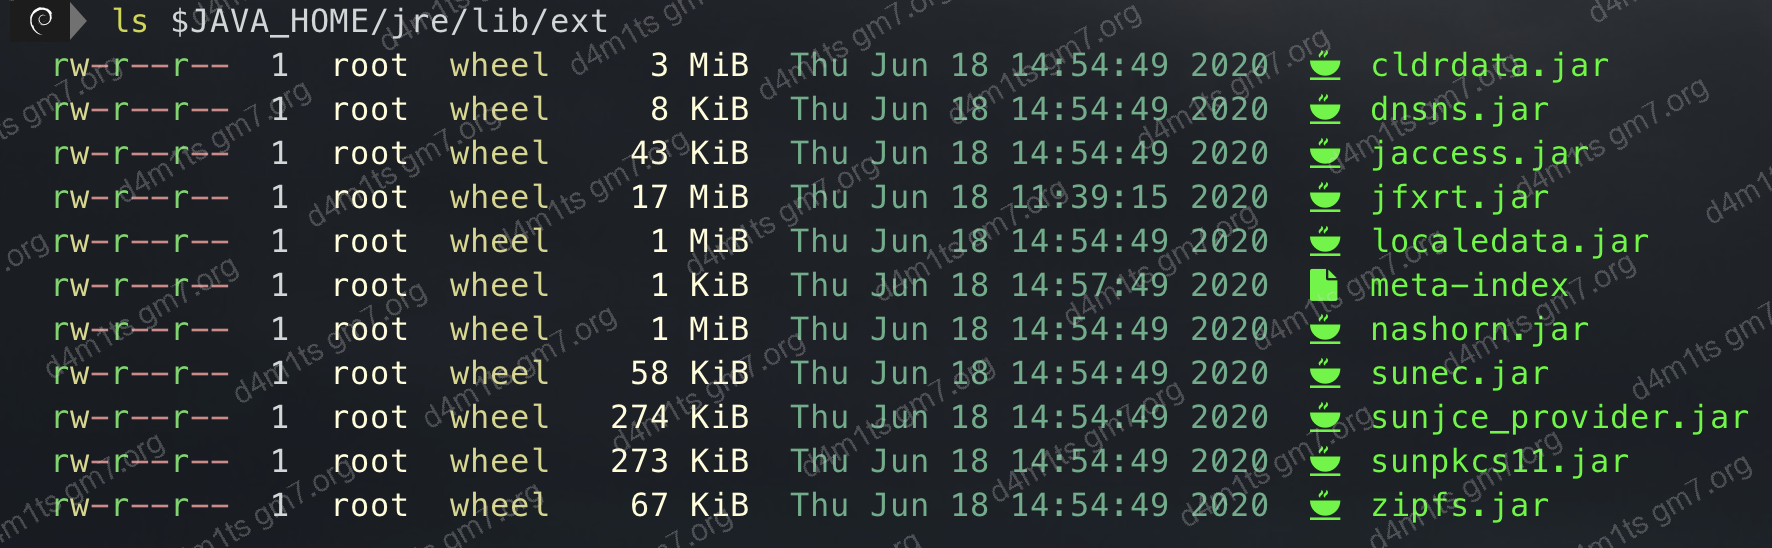 ls $JAVA_HOME/jre/lib/ext
rw-r--r-- 1 root wheel 3 MiB Thu Jun 18 14:54:49 2020 cldrdata.jar
rw-r--r-- 1 root wheel 8 KiB Thu Jun 18 14:54:49 2020 dnsns.jar
rw-r--r-- 1 root wheel 43 KiB Thu Jun 18 14:54:49 2020 jaccess.jar
rw-r--r-- 1 root wheel 17 MiB Thu Jun 18 11:39:15 2020 jfxrt.jar
rw-r--r-- 1 root wheel 1 MiB Thu Jun 18 14:54:49 2020 localedata.jar
rw-r--r-- 1 root wheel 1 KiB Thu Jun 18 14:57:49 2020 meta-index
rw-r--r-- 1 root wheel 1 MiB Thu Jun 18 14:54:49 2020 nashorn.jar
rw-r--r-- 1 root wheel 58 KiB Thu Jun 18 14:54:49 2020 sunec.jar
rw-r--r-- 1 root wheel 274 KiB Thu Jun 18 14:54:49 2020 sunjce_provider.jar
rw-r--r-- 1 root wheel 273 KiB Thu Jun 18 14:54:49 2020 sunpkcs11.jar
rw-r--r-- 1 root wheel 67 KiB Thu Jun 18 14:54:49 2020 zipfs.jar
d4m1ts gm7.org